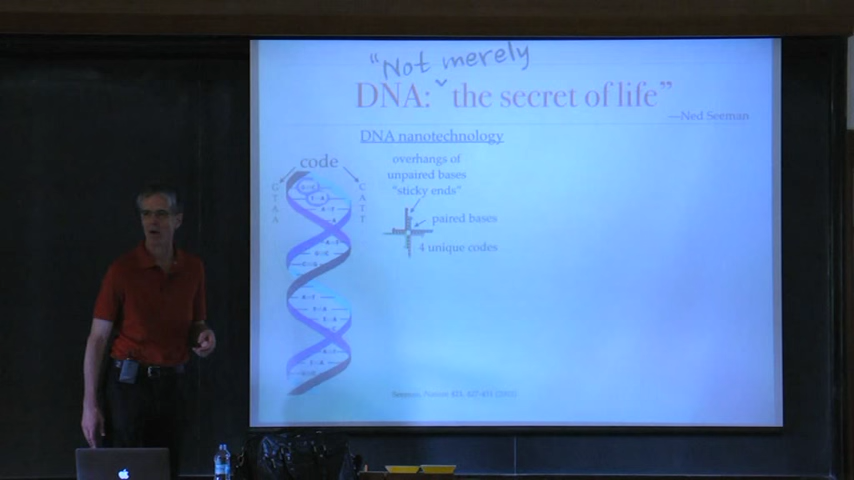 "Not merely
DNA: ˇ the secret of life"
—Ned Seeman
DNA nanotechnology
code
overhangs of
unpaired bases
"sticky ends"
G
T
A
A
C
A
T
T
paired bases
4 unique codes